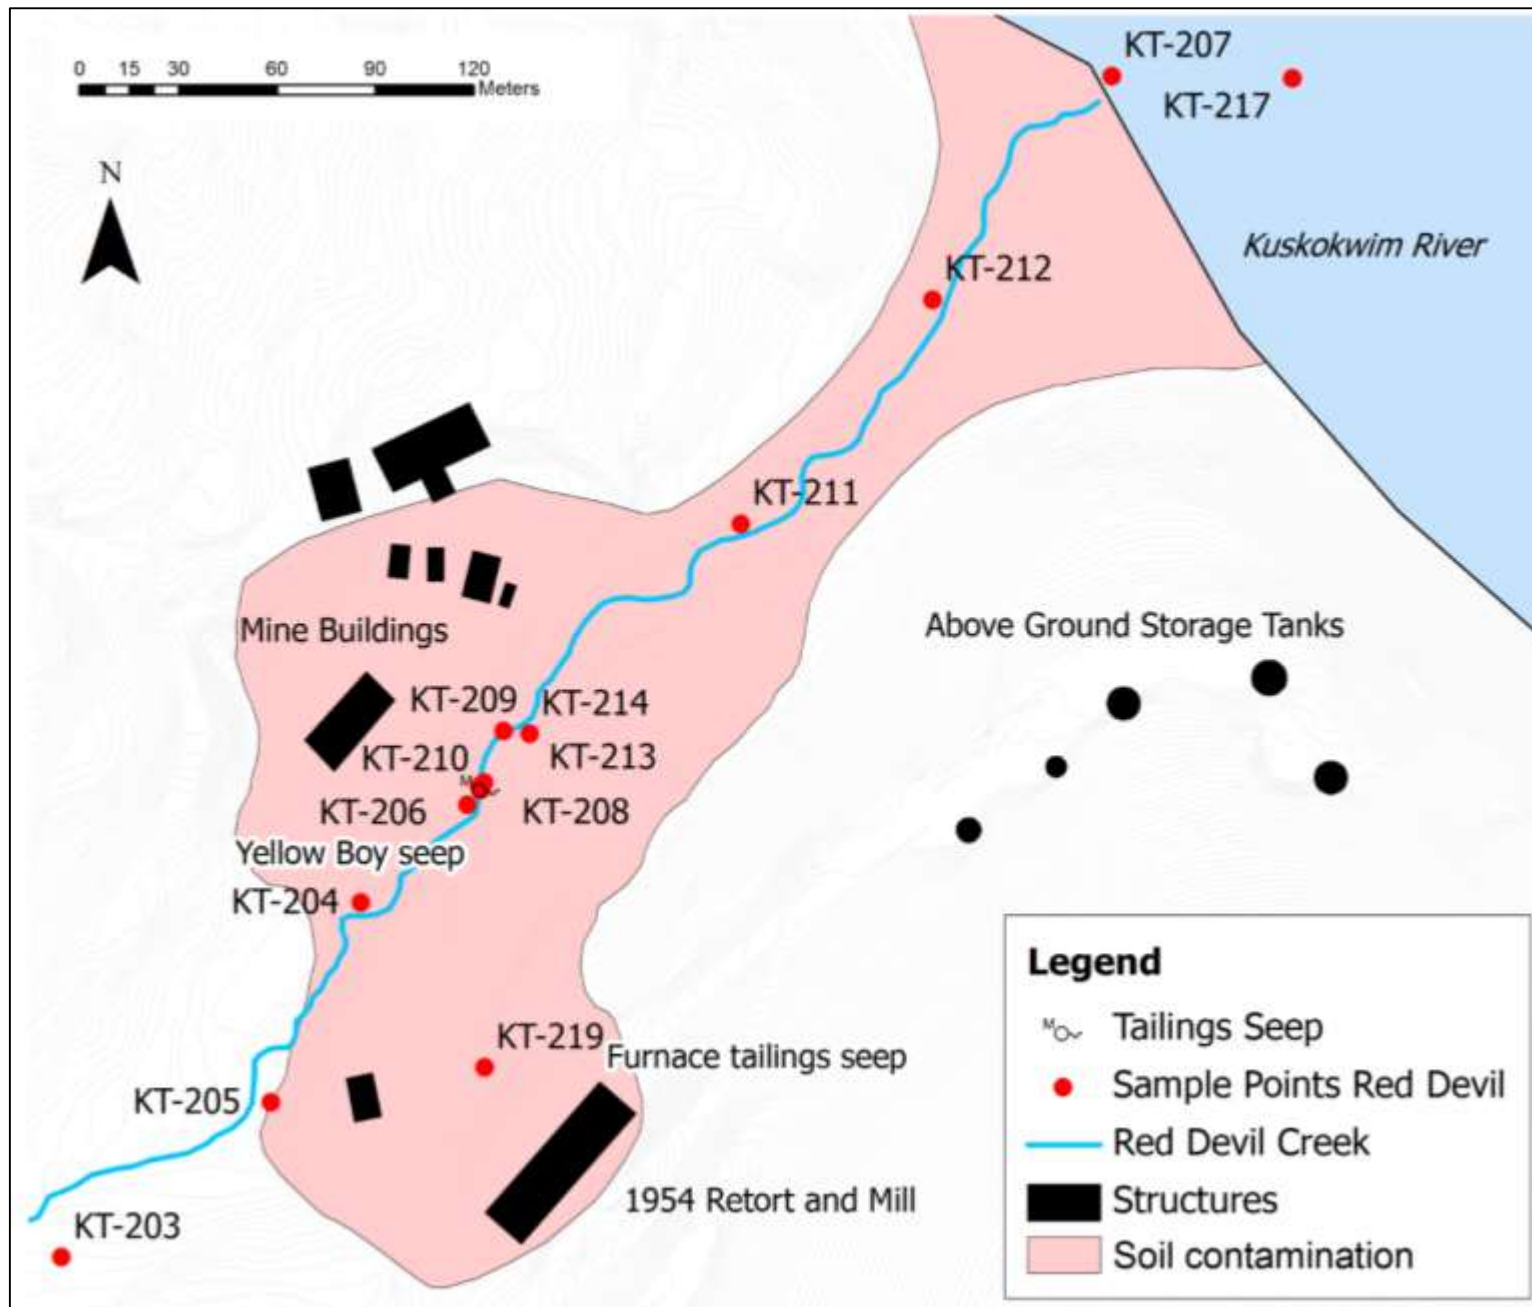 0 15 30 60 90 120
Meters
N
KT-207
KT-217
Kuskokwim River
KT-212
KT-211
Mine Buildings
Above Ground Storage Tanks
KT-209
KT-214
KT-210
KT-213
M
KT-206
KT-208
Yellow Boy seep
KT-204
KT-219
Furnace tailings seep
KT-205
1954 Retort and Mill
KT-203
Legend
M Tailings Seep
Sample Points Red Devil
Red Devil Creek
Structures
Soil contamination